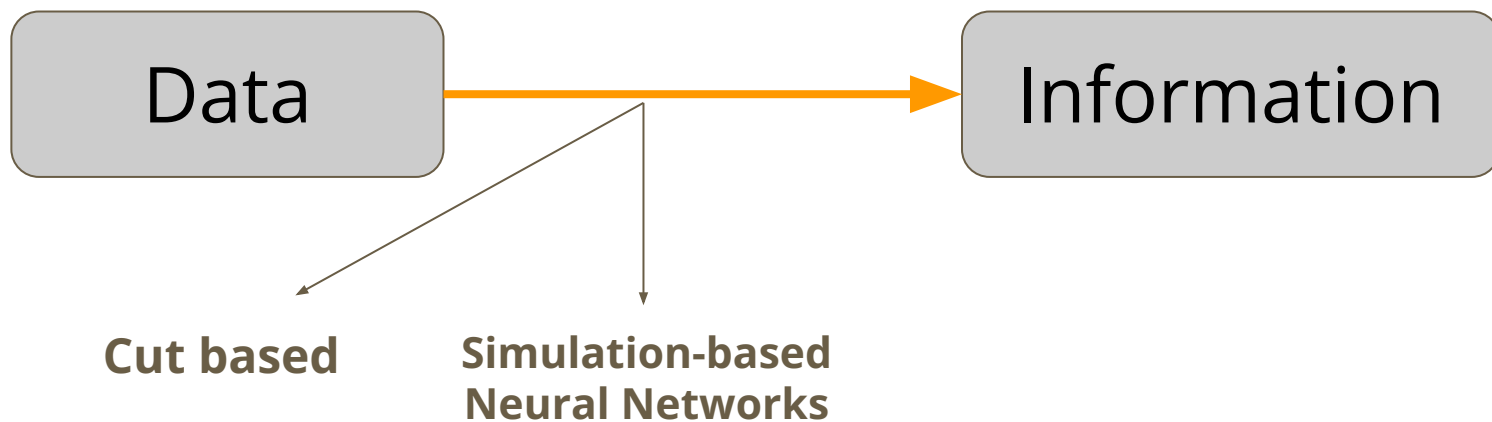 Data
Information
Cut based
Simulation-based
Neural Networks